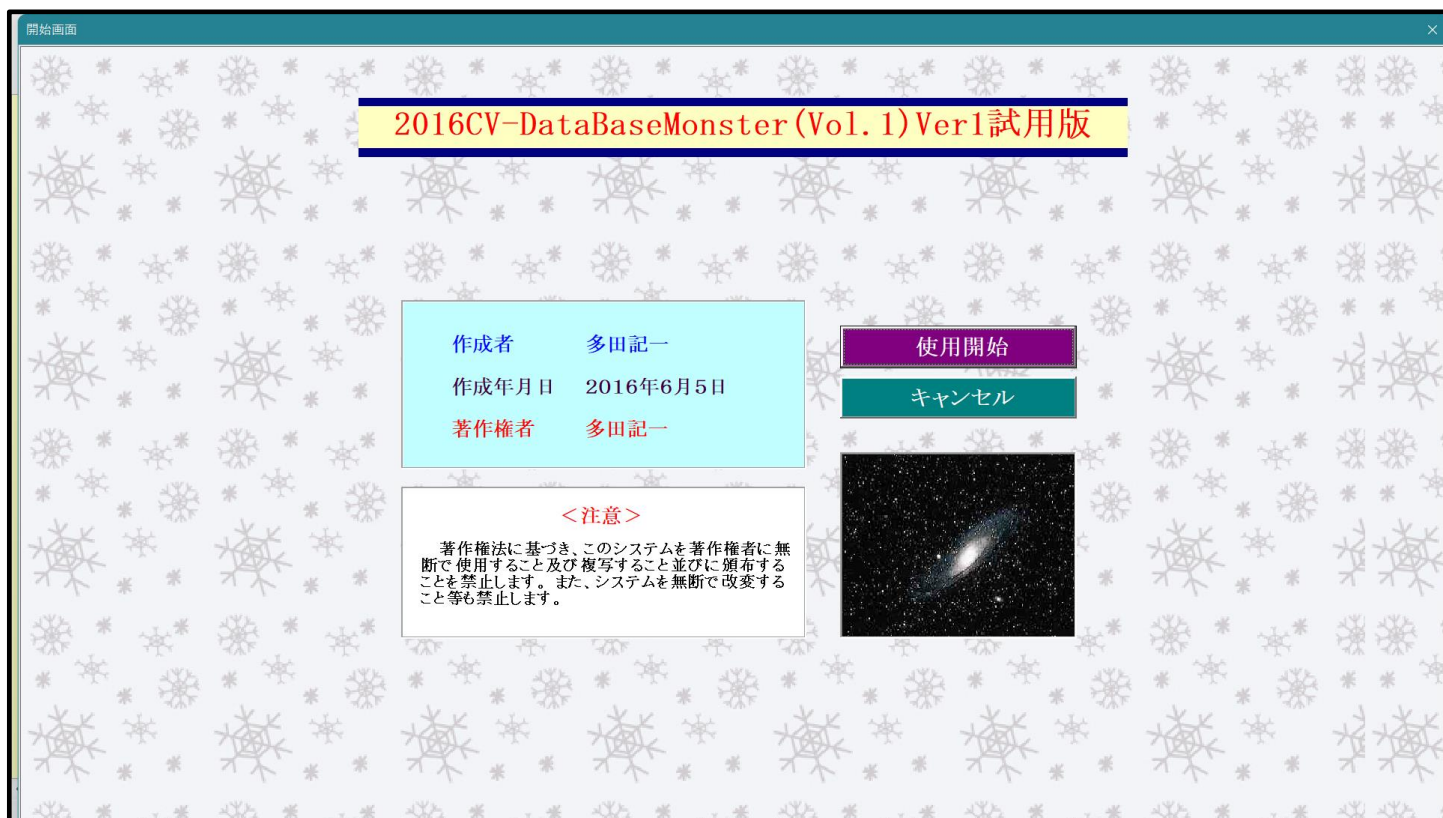 開始画面
2016CV-DataBaseMonster(Vol.1)Ver1試用版
作成者 多田記一
作成年月日 2016年6月5日
著作権者 多田記一
使用開始
キャンセル
＜注意＞
著作権法に基づき、このシステムを著作権者に無
断で使用すること及び複写すること並びに頒布する
ことを禁止します。また、システムを無断で改変する
こと等も禁止します。